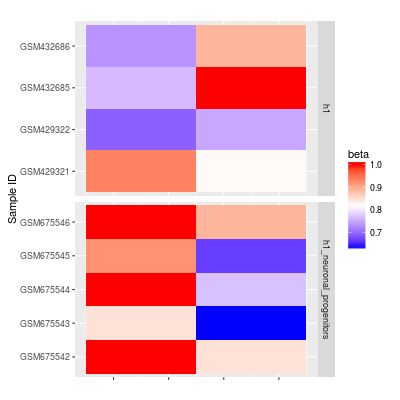 GSM432686
GSM432685
GSM429322
GSM429321
h1
GSM675546
GSM675545
GSM675544
GSM675543
GSM675542
h1_neuronal_progenitors
Sample ID
beta
1.0
0.9
0.8
0.7